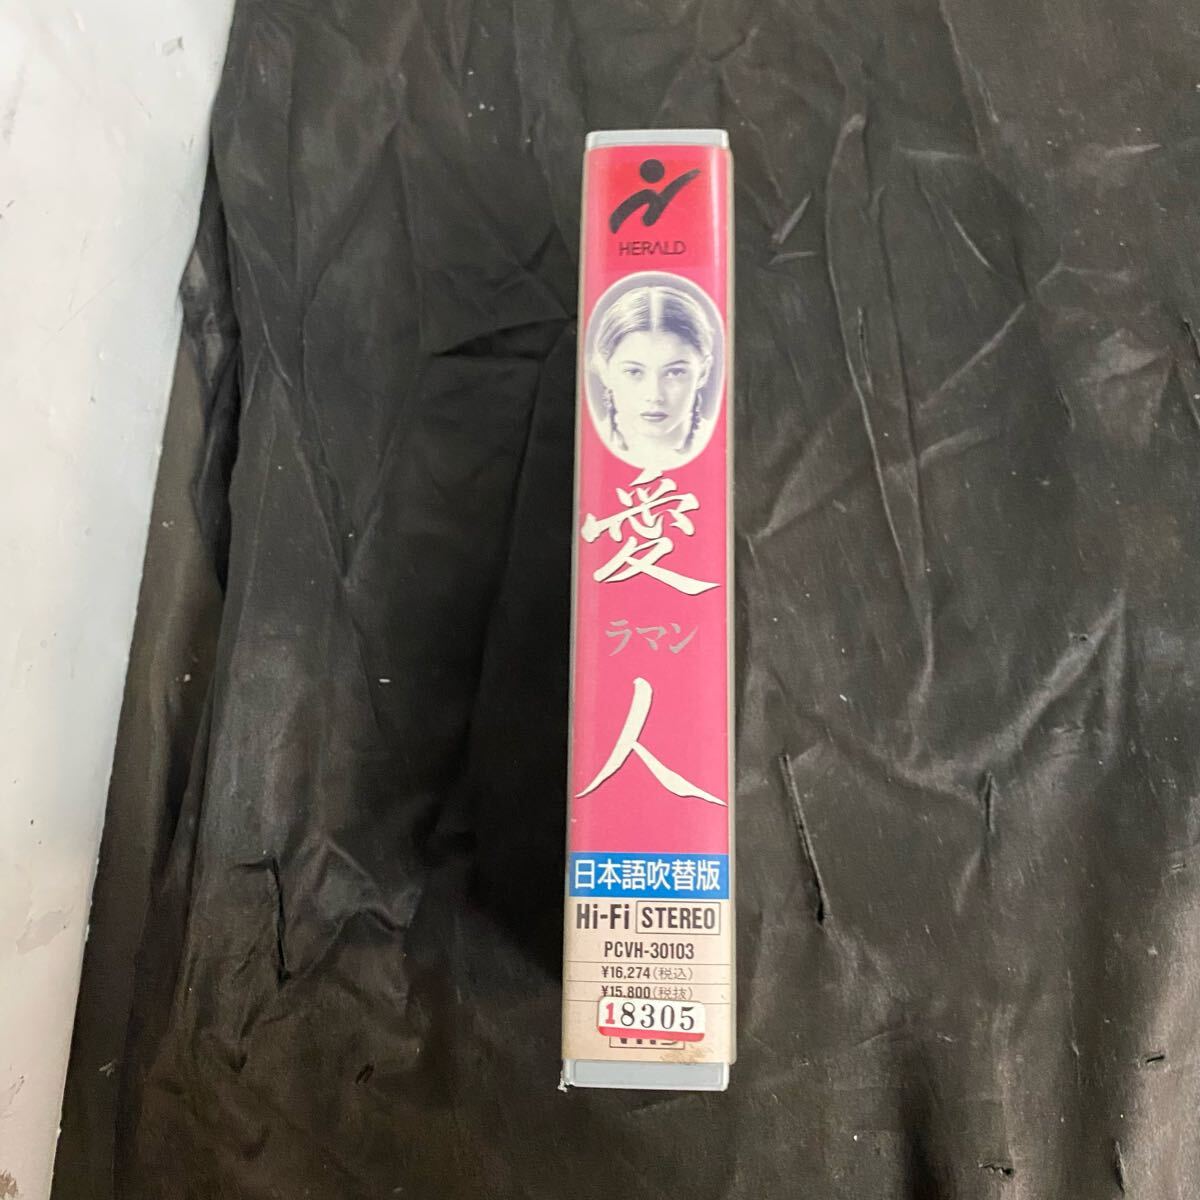 HERALD
愛
ラマン
人
日本語吹替版
Hi-Fi STEREO
PCVH-30103
¥16,274(税込)
¥15,800(税抜)
18305
VHS